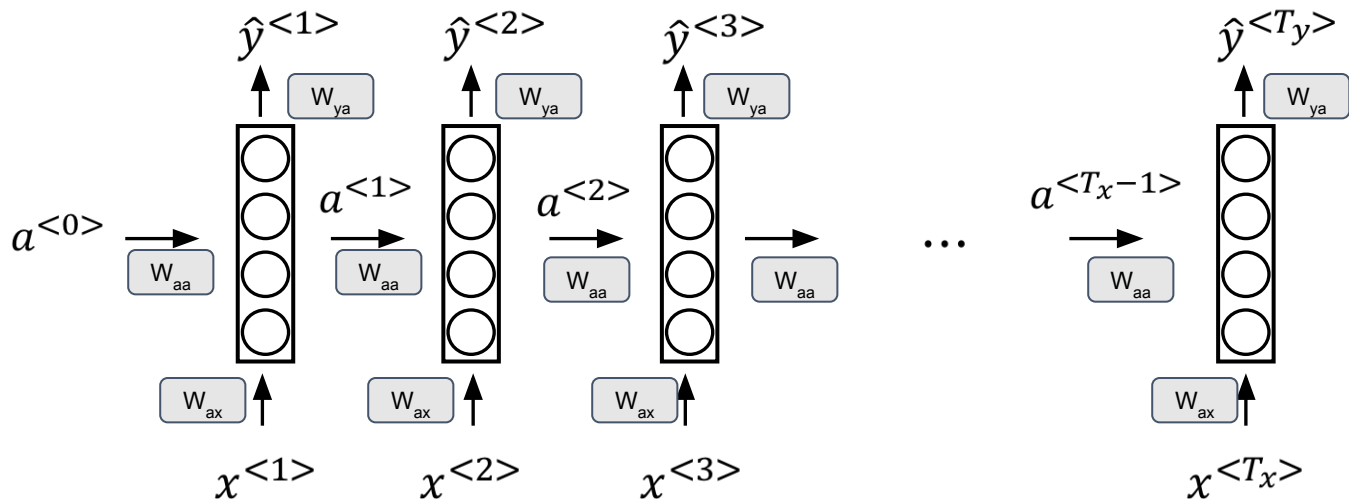 ŷ<1> ŷ<2> ŷ<3> ŷ<Ty>
Wya Wya Wya Wya
a<1> a<2> a<Tx−1>
a<0> ...
Waa Waa Waa Waa Waa
Wax Wax Wax Wax
x<1> x<2> x<3> x<Tx>